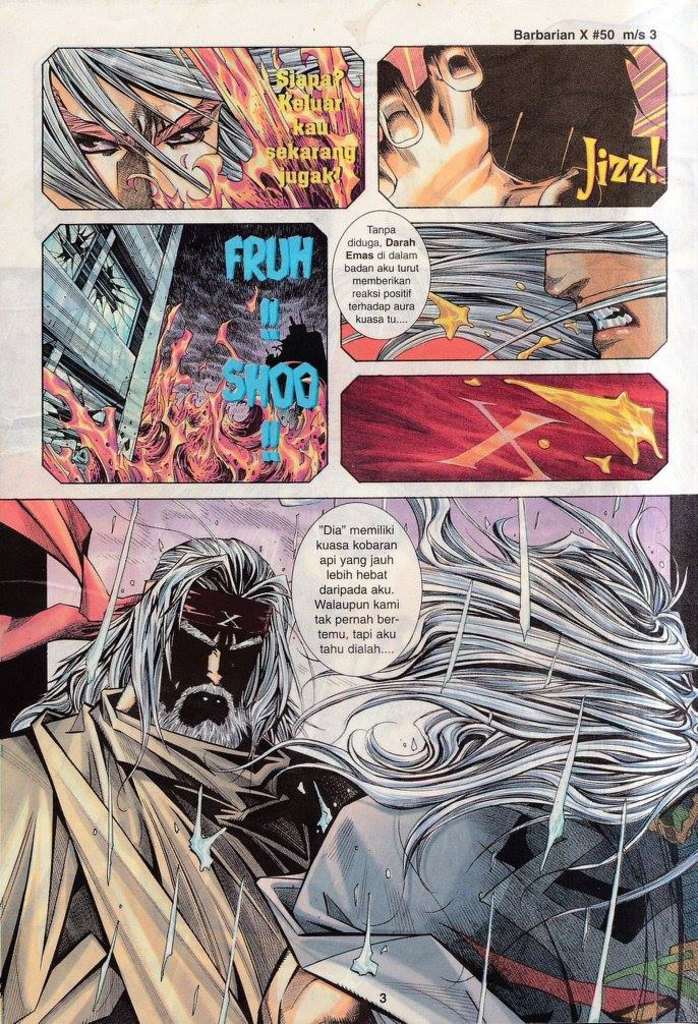 Barbarian X #50 m/s 3
Siapa?
Keluar
kau
sekarang
jugak!
Jizz!
FRUH
!!
SHOO
!!
Tanpa
diduga, Darah
Emas di dalam
badan aku turut
memberikan
reaksi positif
terhadap aura
kuasa tu....
X
"Dia" memiliki
kuasa kobaran
api yang jauh
lebih hebat
daripada Darah.
Walaupun kami
tak pernah ber-
temu, tapi aku
tahu dialah....
X
3